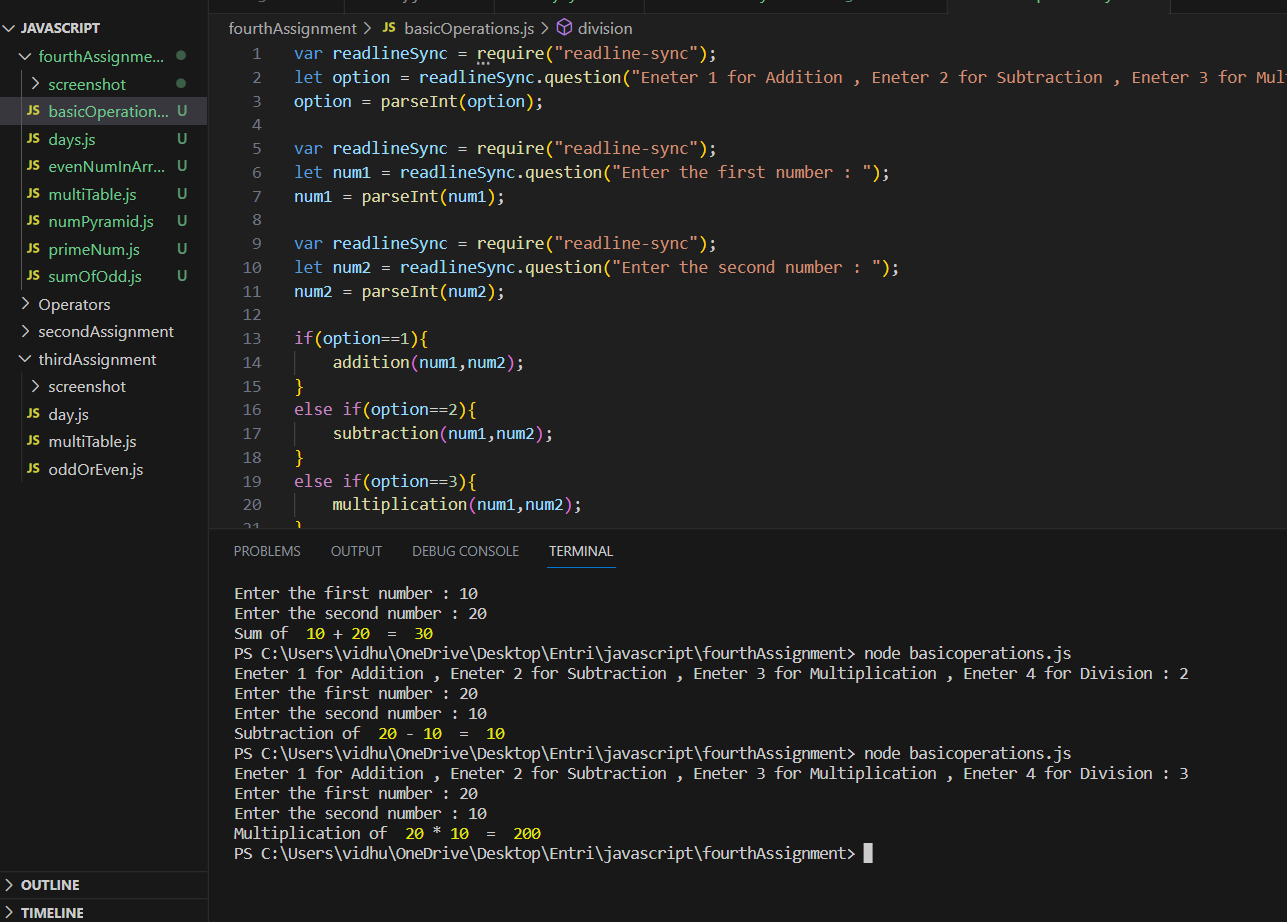 JAVASCRIPT
fourthAssignme...
screenshot
JS basicOperation... U
JS days.js U
JS evenNumInArr... U
JS multiTable.js U
JS numPyramid.js U
JS primeNum.js U
JS sumOfOdd.js U
Operators
secondAssignment
thirdAssignment
screenshot
JS day.js
JS multiTable.js
JS oddOrEven.js
OUTLINE
TIMELINE
fourthAssignment > JS basicOperations.js > division
1 var readlineSync = require("readline-sync");
2 let option = readlineSync.question("Eneter 1 for Addition , Eneter 2 for Subtraction , Eneter 3 for Mul
3 option = parseInt(option);
4
5 var readlineSync = require("readline-sync");
6 let num1 = readlineSync.question("Enter the first number : ");
7 num1 = parseInt(num1);
8
9 var readlineSync = require("readline-sync");
10 let num2 = readlineSync.question("Enter the second number : ");
11 num2 = parseInt(num2);
12
13 if(option==1){
14 addition(num1,num2);
15 }
16 else if(option==2){
17 subtraction(num1,num2);
18 }
19 else if(option==3){
20 multiplication(num1,num2);
21 }
PROBLEMS OUTPUT DEBUG CONSOLE TERMINAL
Enter the first number : 10
Enter the second number : 20
Sum of 10 + 20 = 30
PS C:\Users\vidhu\OneDrive\Desktop\Entri\javascript\fourthAssignment> node basicoperations.js
Eneter 1 for Addition , Eneter 2 for Subtraction , Eneter 3 for Multiplication , Eneter 4 for Division : 2
Enter the first number : 20
Enter the second number : 10
Subtraction of 20 - 10 = 10
PS C:\Users\vidhu\OneDrive\Desktop\Entri\javascript\fourthAssignment> node basicoperations.js
Eneter 1 for Addition , Eneter 2 for Subtraction , Eneter 3 for Multiplication , Eneter 4 for Division : 3
Enter the first number : 20
Enter the second number : 10
Multiplication of 20 * 10 = 200
PS C:\Users\vidhu\OneDrive\Desktop\Entri\javascript\fourthAssignment>